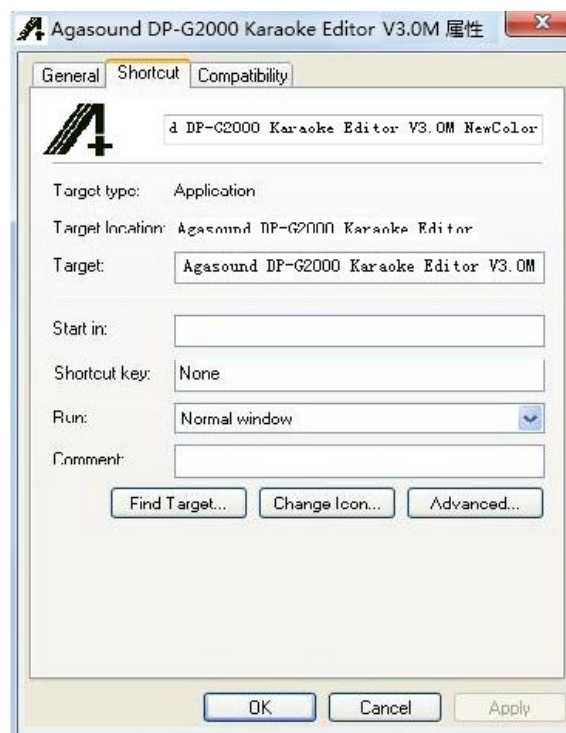 Agasound DP-G2000 Karaoke Editor V3.0M 属性
General Shortcut Compatibility
d DP-G2000 Karaoke Editor V3.0M NewColor
Target type: Application
Target location: Agasound DP-G2000 Karaoke Editor
Target: Agasound DP-G2000 Karaoke Editor V3.0M
Start in:
Shortcut key: None
Run: Normal window
Comment:
Find Target... Change Icon... Advanced...
OK Cancel Apply